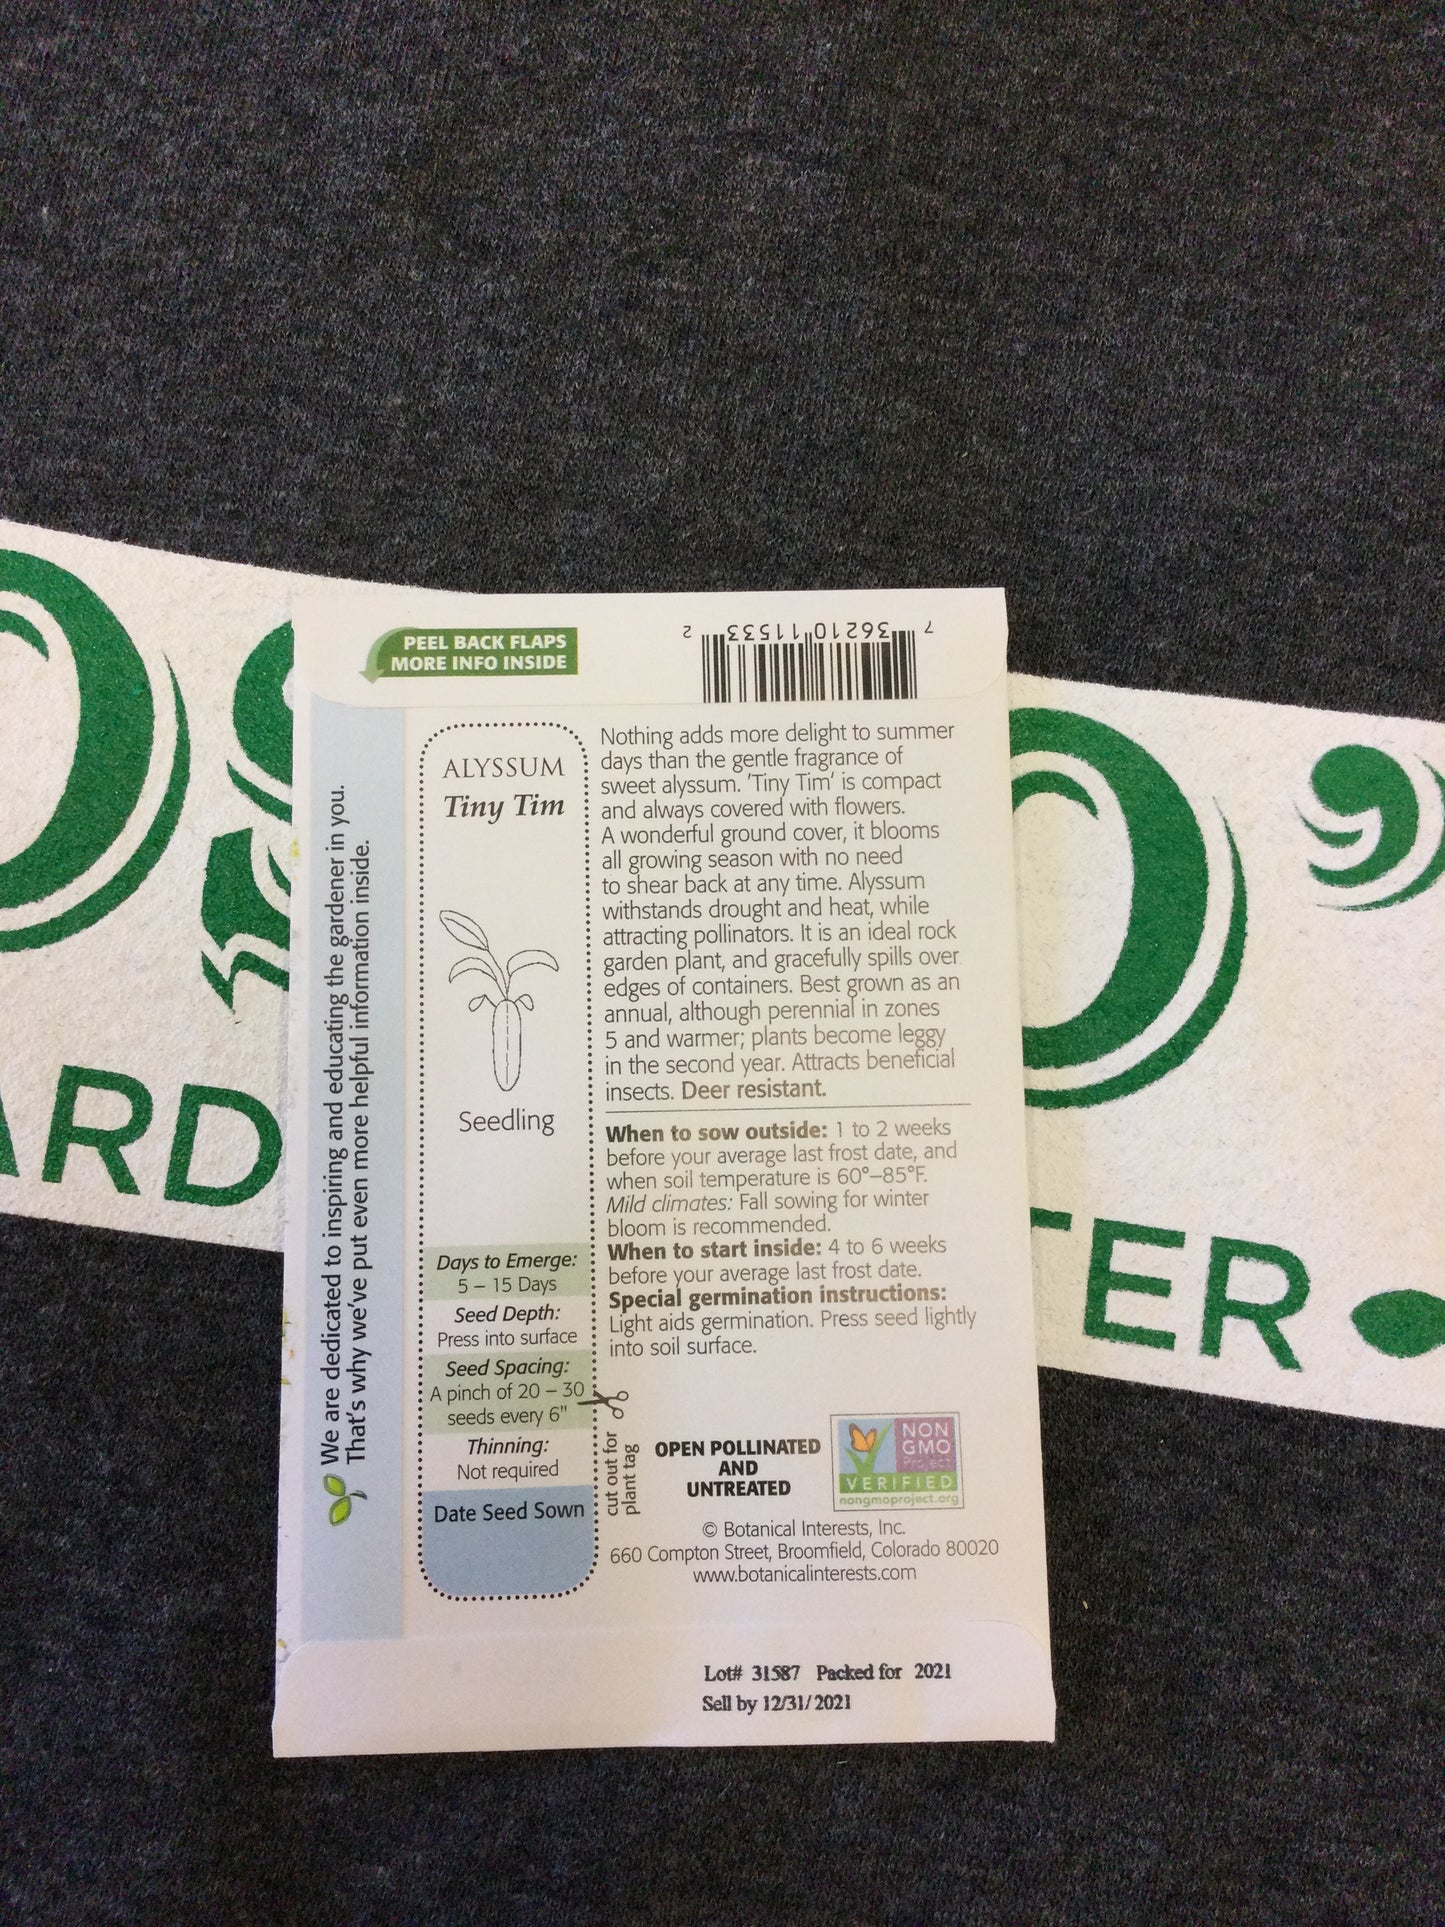 PEEL BACK FLAPS
MORE INFO INSIDE
7 36210 11533 2
We are dedicated to inspiring and educating the gardener in you.
That's why we've put even more helpful information inside.
ALYSSUM
Tiny Tim
Seedling
Days to Emerge:
5 – 15 Days
Seed Depth:
Press into surface
Seed Spacing:
A pinch of 20 – 30
seeds every 6"
Thinning:
Not required
Date Seed Sown
cut out for
plant tag
Nothing adds more delight to summer
days than the gentle fragrance of
sweet alyssum. 'Tiny Tim' is compact
and always covered with flowers.
A wonderful ground cover, it blooms
all growing season with no need
to shear back at any time. Alyssum
withstands drought and heat, while
attracting pollinators. It is an ideal rock
garden plant, and gracefully spills over
edges of containers. Best grown as an
annual, although perennial in zones
5 and warmer; plants become leggy
in the second year. Attracts beneficial
insects. Deer resistant.
When to sow outside: 1 to 2 weeks
before your average last frost date, and
when soil temperature is 60°–85°F.
Mild climates: Fall sowing for winter
bloom is recommended.
When to start inside: 4 to 6 weeks
before your average last frost date.
Special germination instructions:
Light aids germination. Press seed lightly
into soil surface.
OPEN POLLINATED
AND
UNTREATED
NON
GMO
Project
VERIFIED
nongmoproject.org
© Botanical Interests, Inc.
660 Compton Street, Broomfield, Colorado 80020
www.botanicalinterests.com
Lot# 31587 Packed for 2021
Sell by 12/31/2021
O'
ARD
TER